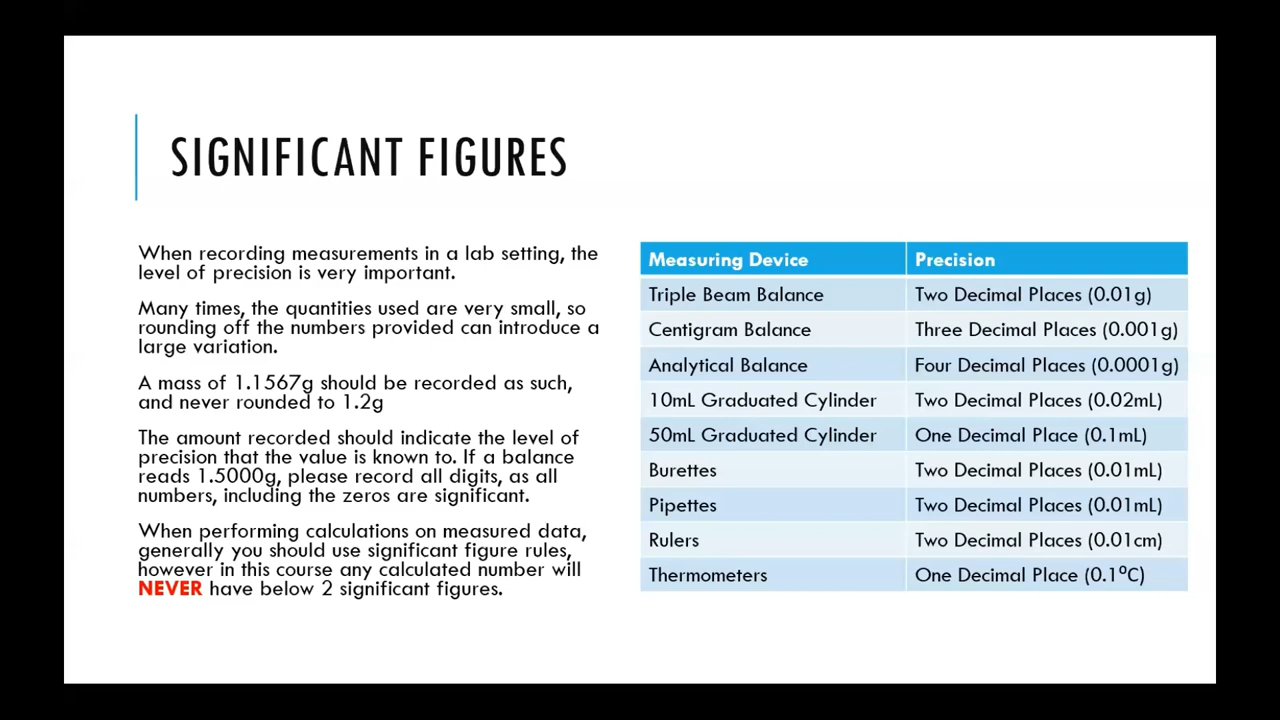 SIGNIFICANT FIGURES
When recording measurements in a lab setting, the
level of precision is very important.
Many times, the quantities used are very small, so
rounding off the numbers provided can introduce a
large variation.
A mass of 1.1567g should be recorded as such,
and never rounded to 1.2g
The amount recorded should indicate the level of
precision that the value is known to. If a balance
reads 1.5000g, please record all digits, as all
numbers, including the zeros are significant.
When performing calculations on measured data,
generally you should use significant figure rules,
however in this course any calculated number will
NEVER have below 2 significant figures.
Measuring Device Precision
Triple Beam Balance Two Decimal Places (0.01g)
Centigram Balance Three Decimal Places (0.001g)
Analytical Balance Four Decimal Places (0.0001g)
10mL Graduated Cylinder Two Decimal Places (0.02mL)
50mL Graduated Cylinder One Decimal Place (0.1mL)
Burettes Two Decimal Places (0.01mL)
Pipettes Two Decimal Places (0.01mL)
Rulers Two Decimal Places (0.01cm)
Thermometers One Decimal Place (0.1⁰C)